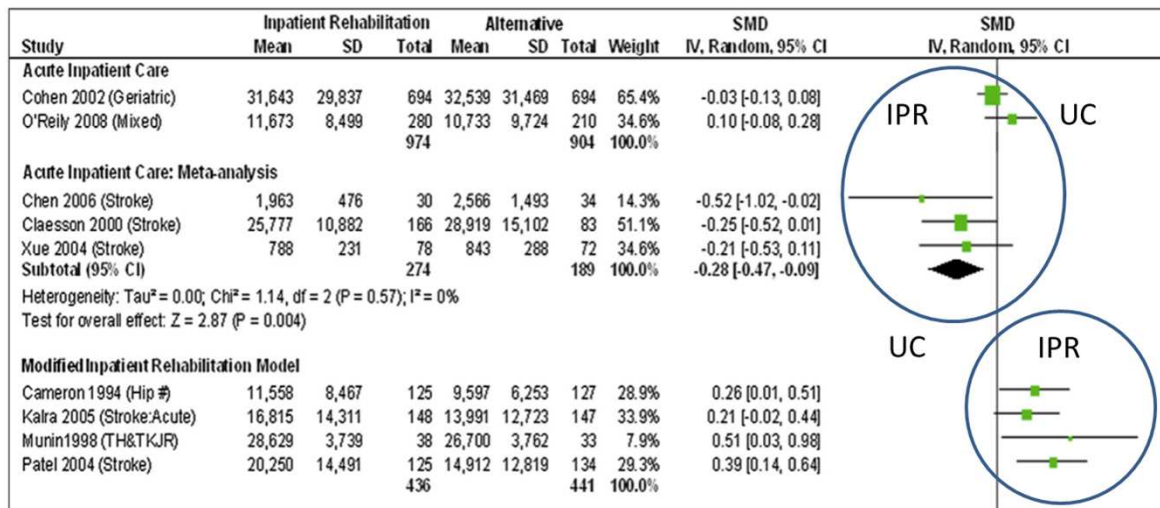 Inpatient Rehabilitation Alternative SMD SMD
Study Mean SD Total Mean SD Total Weight IV, Random, 95% CI IV, Random, 95% CI
Acute Inpatient Care
Cohen 2002 (Geriatric) 31,643 29,837 694 32,539 31,469 694 65.4% -0.03 [-0.13, 0.08]
O'Reily 2008 (Mixed) 11,673 8,499 280 10,733 9,724 210 34.6% 0.10 [-0.08, 0.28]
IPR UC
974 904 100.0%
Acute Inpatient Care: Meta-analysis
Chen 2006 (Stroke) 1,963 476 30 2,566 1,493 34 14.3% -0.52 [-1.02, -0.02]
Claesson 2000 (Stroke) 25,777 10,882 166 28,919 15,102 83 51.1% -0.25 [-0.52, 0.01]
Xue 2004 (Stroke) 788 231 78 843 288 72 34.6% -0.21 [-0.53, 0.11]
Subtotal (95% CI) 274 189 100.0% -0.28 [-0.47, -0.09]
Heterogeneity: Tau² = 0.00; Chi² = 1.14, df = 2 (P = 0.57); I² = 0%
Test for overall effect: Z = 2.87 (P = 0.004)
UC IPR
Modified Inpatient Rehabilitation Model
Cameron 1994 (Hip #) 11,558 8,467 125 9,597 6,253 127 28.9% 0.26 [0.01, 0.51]
Kalra 2005 (Stroke:Acute) 16,815 14,311 148 13,991 12,723 147 33.9% 0.21 [-0.02, 0.44]
Munin1998 (TH&TKJR) 28,629 3,739 38 26,700 3,762 33 7.9% 0.51 [0.03, 0.98]
Patel 2004 (Stroke) 20,250 14,491 125 14,912 12,819 134 29.3% 0.39 [0.14, 0.64]
436 441 100.0%